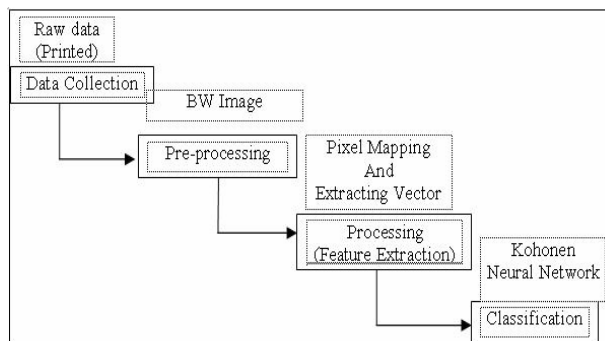 Raw data
(Printed)
Data Collection
BW Image
Pre-processing
Pixel Mapping
And
Extracting Vector
Processing
(Feature Extraction)
Kohonen
Neural Network
Classification